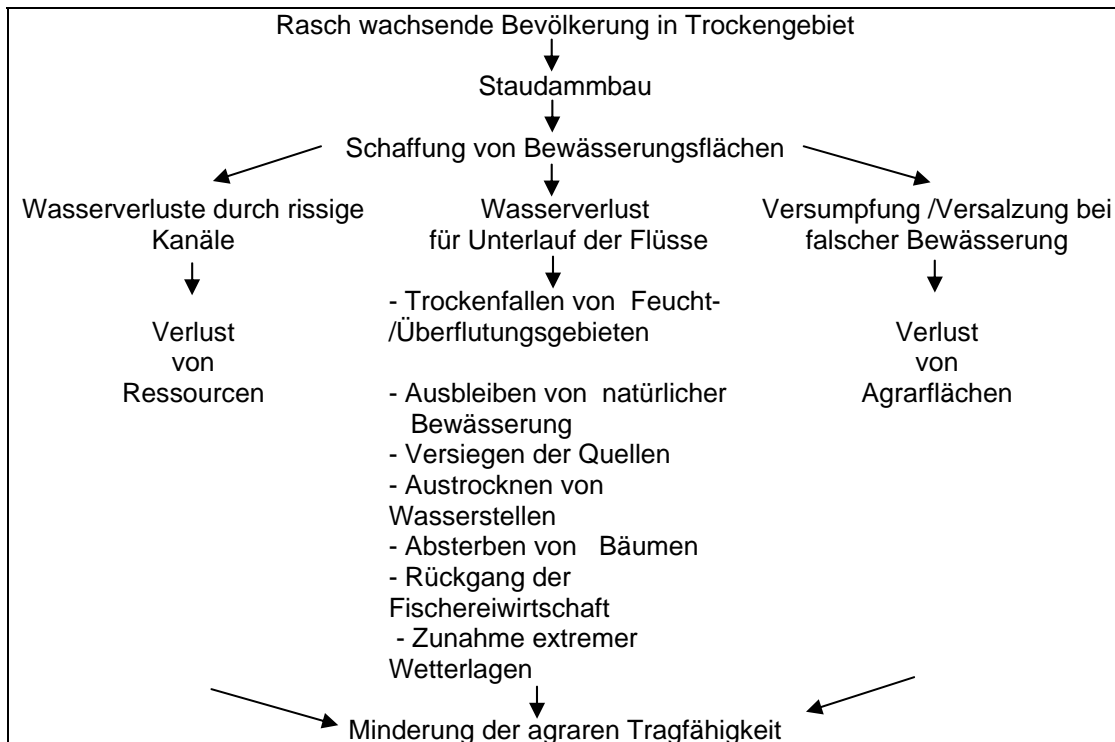 Rasch wachsende Bevölkerung in Trockengebiet
Staudammbau
Schaffung von Bewässerungsflächen
Wasserverluste durch rissige
Kanäle
Verlust
von
Ressourcen
Wasserverlust
für Unterlauf der Flüsse
- Trockenfallen von Feucht-
/Überflutungsgebieten
- Ausbleiben von natürlicher
Bewässerung
- Versiegen der Quellen
- Austrocknen von
Wasserstellen
- Absterben von Bäumen
- Rückgang der
Fischereiwirtschaft
- Zunahme extremer
Wetterlagen
Versumpfung /Versalzung bei
falscher Bewässerung
Verlust
von
Agrarflächen
Minderung der agraren Tragfähigkeit